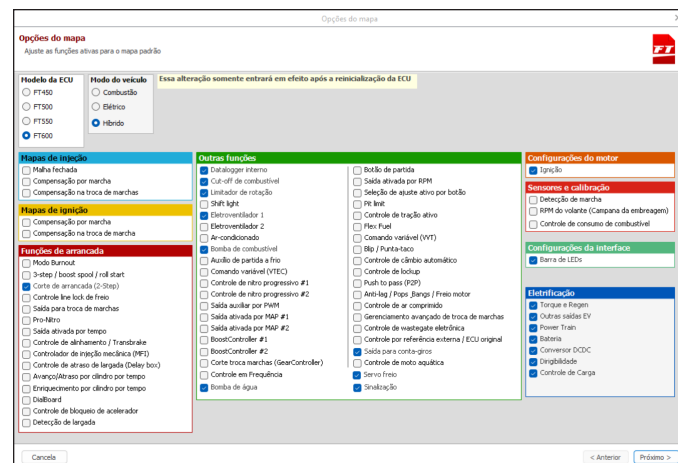 Opções do mapa
Opções do mapa
Ajuste as funções ativas para o mapa padrão
FT
Modelo da ECU
FT450
FT500
FT550
FT600
Modo do veículo
Combustão
Elétrico
Híbrido
Essa alteração somente entrará em efeito após a reinicialização da ECU
Mapas de injeção
Malha fechada
Compensação por marcha
Compensação na troca de marchas
Mapas de ignição
Compensação por marcha
Compensação na troca de marcha
Funções de arrancada
Modo Burnout
3-step / boost spool / roll start
Corte de arrancada (2-Step)
Controle line lock de freio
Saída para troca de marchas
Pro-Nitro
Saída ativada por tempo
Controle de alinhamento / Transbrake
Controlador de injeção mecânica (MFI)
Controle de atraso de largada (Delay box)
Avanço/Atraso por cilindro por tempo
Enriquecimento por cilindro por tempo
DialBoard
Controle de bloqueio de acelerador
Detecção de largada
Outras funções
Datalogger interno
Cut-off de combustível
Limitador de rotação
Shift light
Eletroventilador 1
Eletroventilador 2
Ar-condicionado
Bomba de combustível
Auxílio de partida a frio
Comando variável (VTEC)
Controle de nitro progressivo #1
Controle de nitro progressivo #2
Saída auxiliar por PWM
Saída ativada por MAP #1
Saída ativada por MAP #2
BoostController #1
BoostController #2
Corte troca marchas (GearController)
Controle em Frequência
Bomba de água
Botão de partida
Saída ativada por RPM
Seleção de ajuste ativo por botão
Pit limit
Controle de tração ativo
Flex Fuel
Comando variável (VVT)
Blip / Punta-taco
Controle de câmbio automático
Controle de lockup
Push to pass (P2P)
Anti-lag / Pops_Bangs / Freio motor
Controle de ar comprimido
Gerenciamento avançado de troca de marchas
Controle de wastegate eletrônica
Controle por referência externa / ECU original
Saída para conta-giros
Controle de moto aquática
Servo freio
Sinalização
Configurações do motor
Ignição
Sensores e calibração
Detecção de marcha
RPM do volante (Campana da embreagem)
Controle de consumo de combustível
Configurações da interface
Barra de LEDs
Eletrificação
Torque e Regen
Outras saídas EV
Power Train
Bateria
Conversor DCDC
Dirigibilidade
Controle de Carga
Cancela
< Anterior
Próximo >